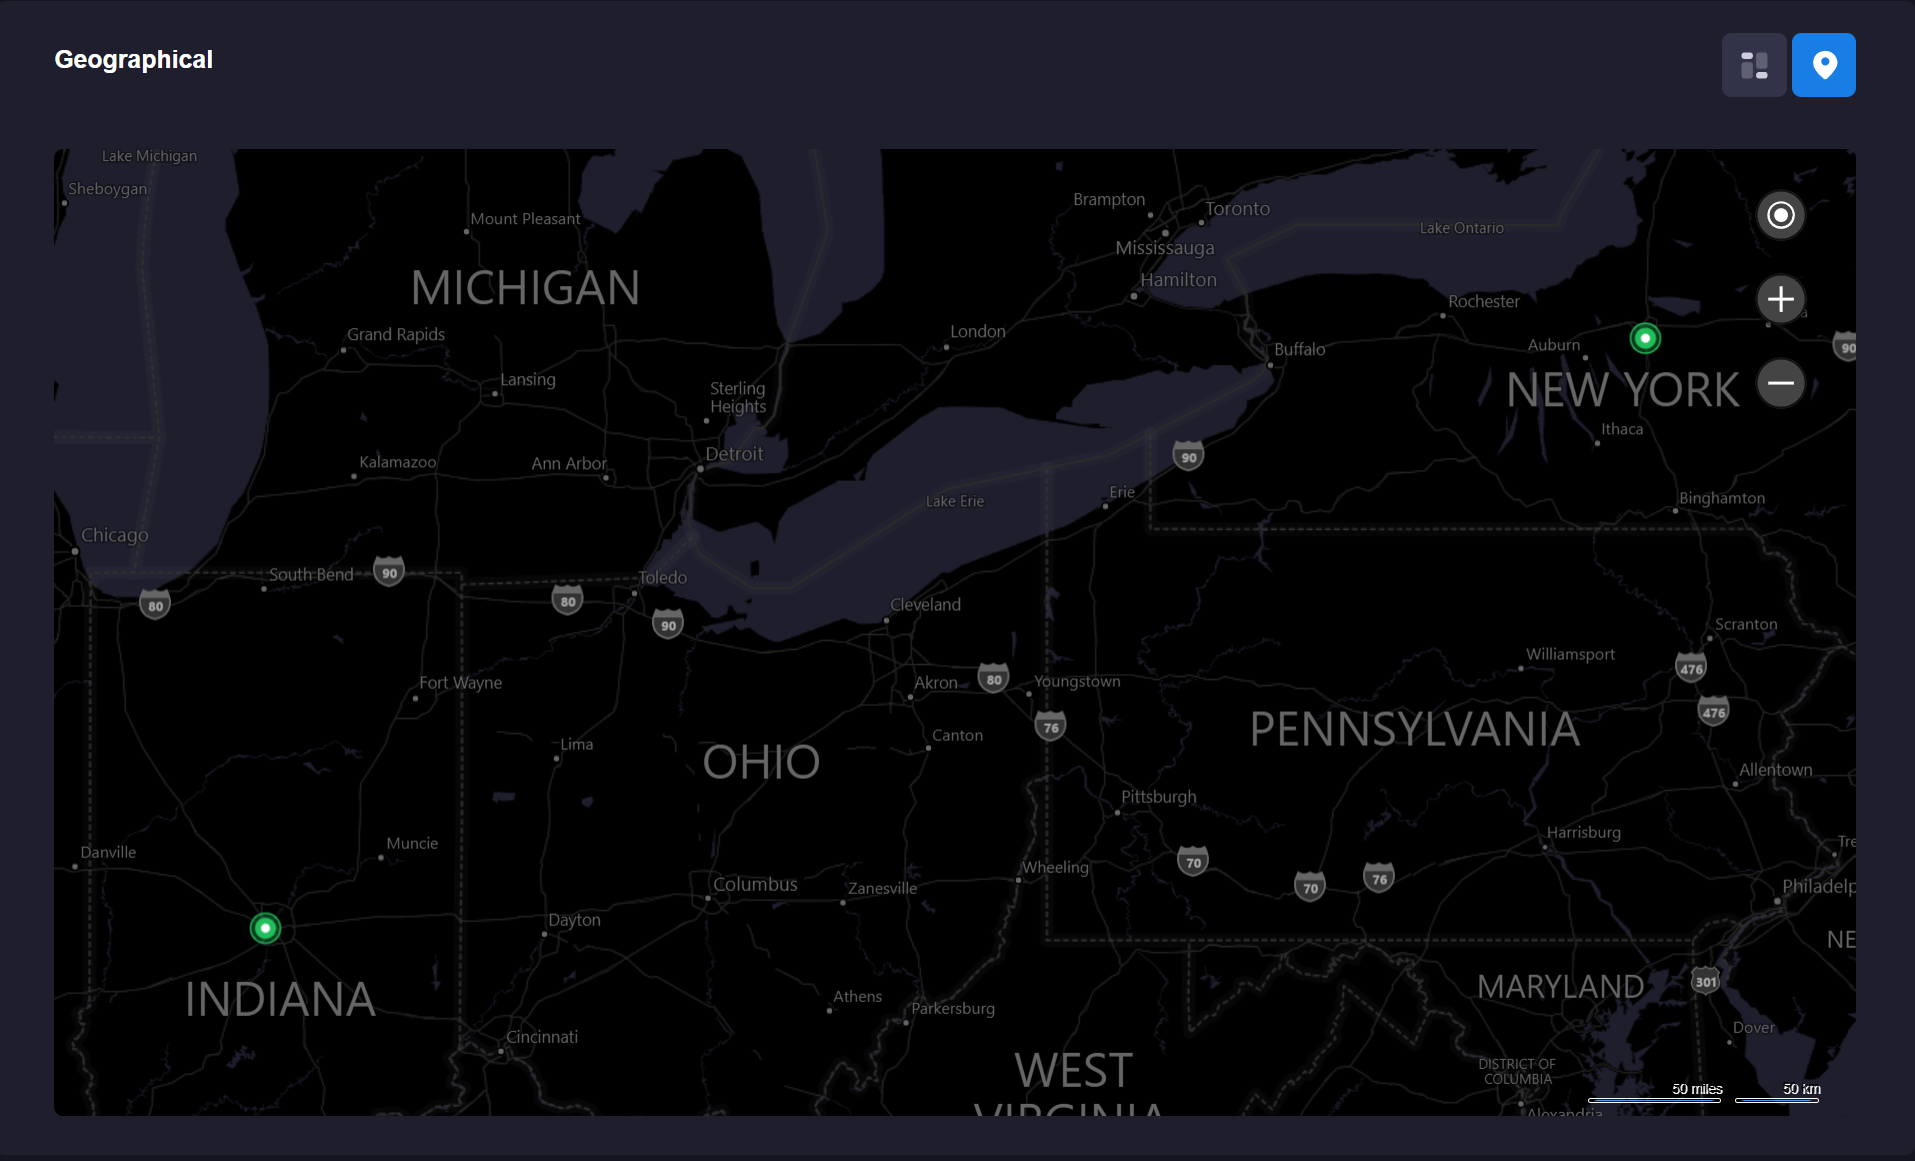 Geographical
Lake Michigan
Sheboygan
Mount Pleasant
MICHIGAN
Grand Rapids
Lansing
Sterling
Heights
Detroit
Kalamazoo
Ann Arbor
Brampton
Toronto
Mississauga
Hamilton
Lake Ontario
Rochester
London
Buffalo
Auburn
NEW YORK
90
Ithaca
90
Lake Erie
Erie
Binghamton
Chicago
South Bend
90
80
80
Toledo
90
Cleveland
Scranton
Williamsport
476
Fort Wayne
Akron
80
Youngstown
476
76
Lima
Canton
OHIO
PENNSYLVANIA
Allentown
Pittsburgh
Harrisburg
Danville
Muncie
Wheeling
70
70
76
Tre
Columbus
Zanesville
Philadelp
Dayton
NE
INDIANA
MARYLAND
301
Athens
Parkersburg
Dover
Cincinnati
WEST
VIRGINIA
DISTRICT OF
COLUMBIA
50 miles
50 km
Alexandria